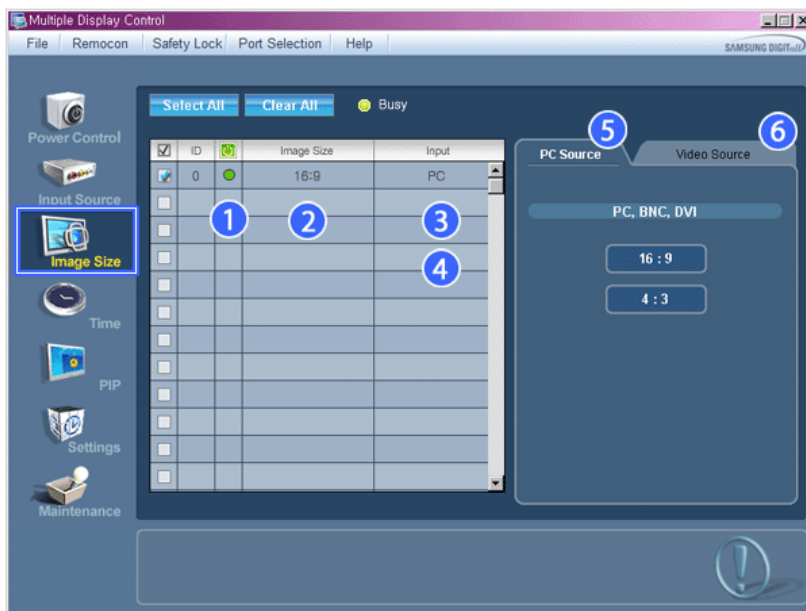 Multiple Display Control
File Remocon Safety Lock Port Selection Help
SAMSUNG DIGITall
Select All Clear All Busy
Power Control
Input Source
Image Size
Time
PIP
Settings
Maintenance
ID Image Size Input
0 16:9 PC
1 2 3
4
5 6
PC Source Video Source
PC, BNC, DVI
16 : 9
4 : 3